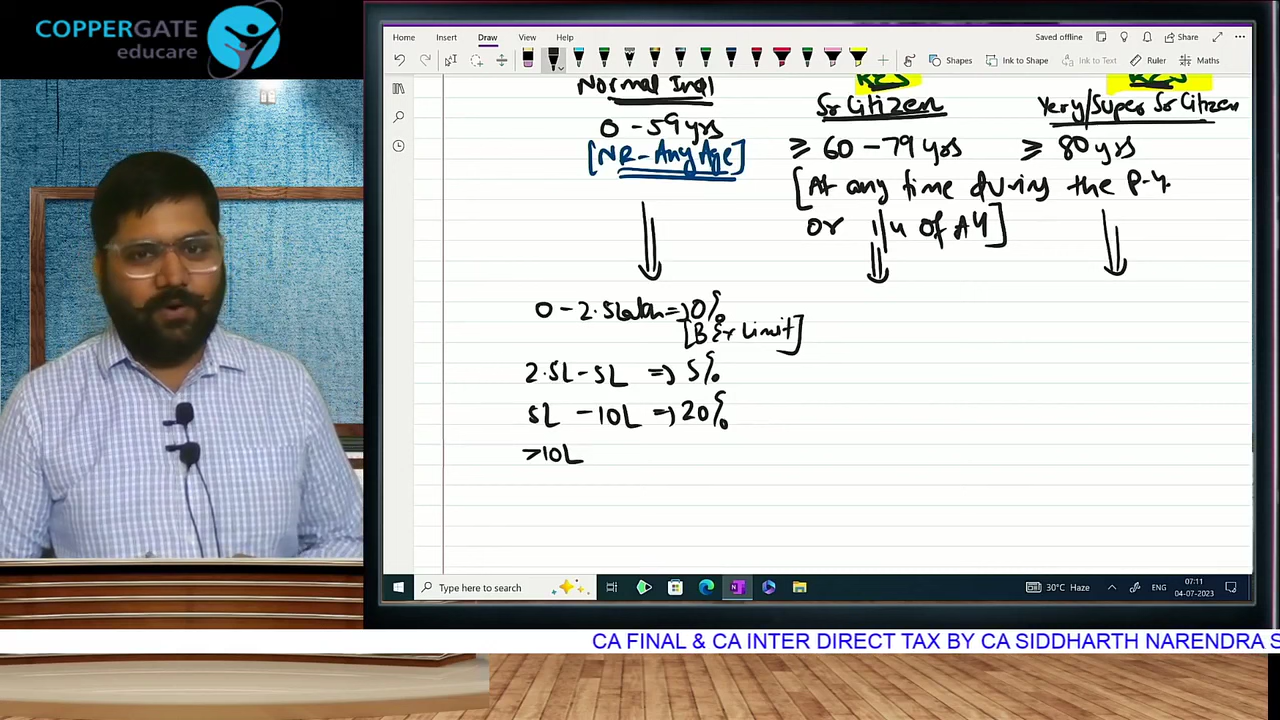 COPPERGATE
educare
Home Insert Draw View Help
Saved offline
Share
Shapes
Ink to Shape
Ink to Text
Ruler
Maths
Normal Indl
RES
RES
Sr Citizen
Very/Super Sr Citizen
0 - 59 yrs
[NR - Any Age]
≥ 60 - 79 yrs
≥ 80 yrs
[At any time during the P.Y.
or 1/4 of AY]
0 - 2.5 Lakh => 0%
[B Ex Limit]
2.5L - 5L => 5%
5L - 10L => 20%
>10L
Type here to search
30°C Haze
ENG
07:11
04-07-2023
CA FINAL & CA INTER DIRECT TAX BY CA SIDDHARTH NARENDRA S